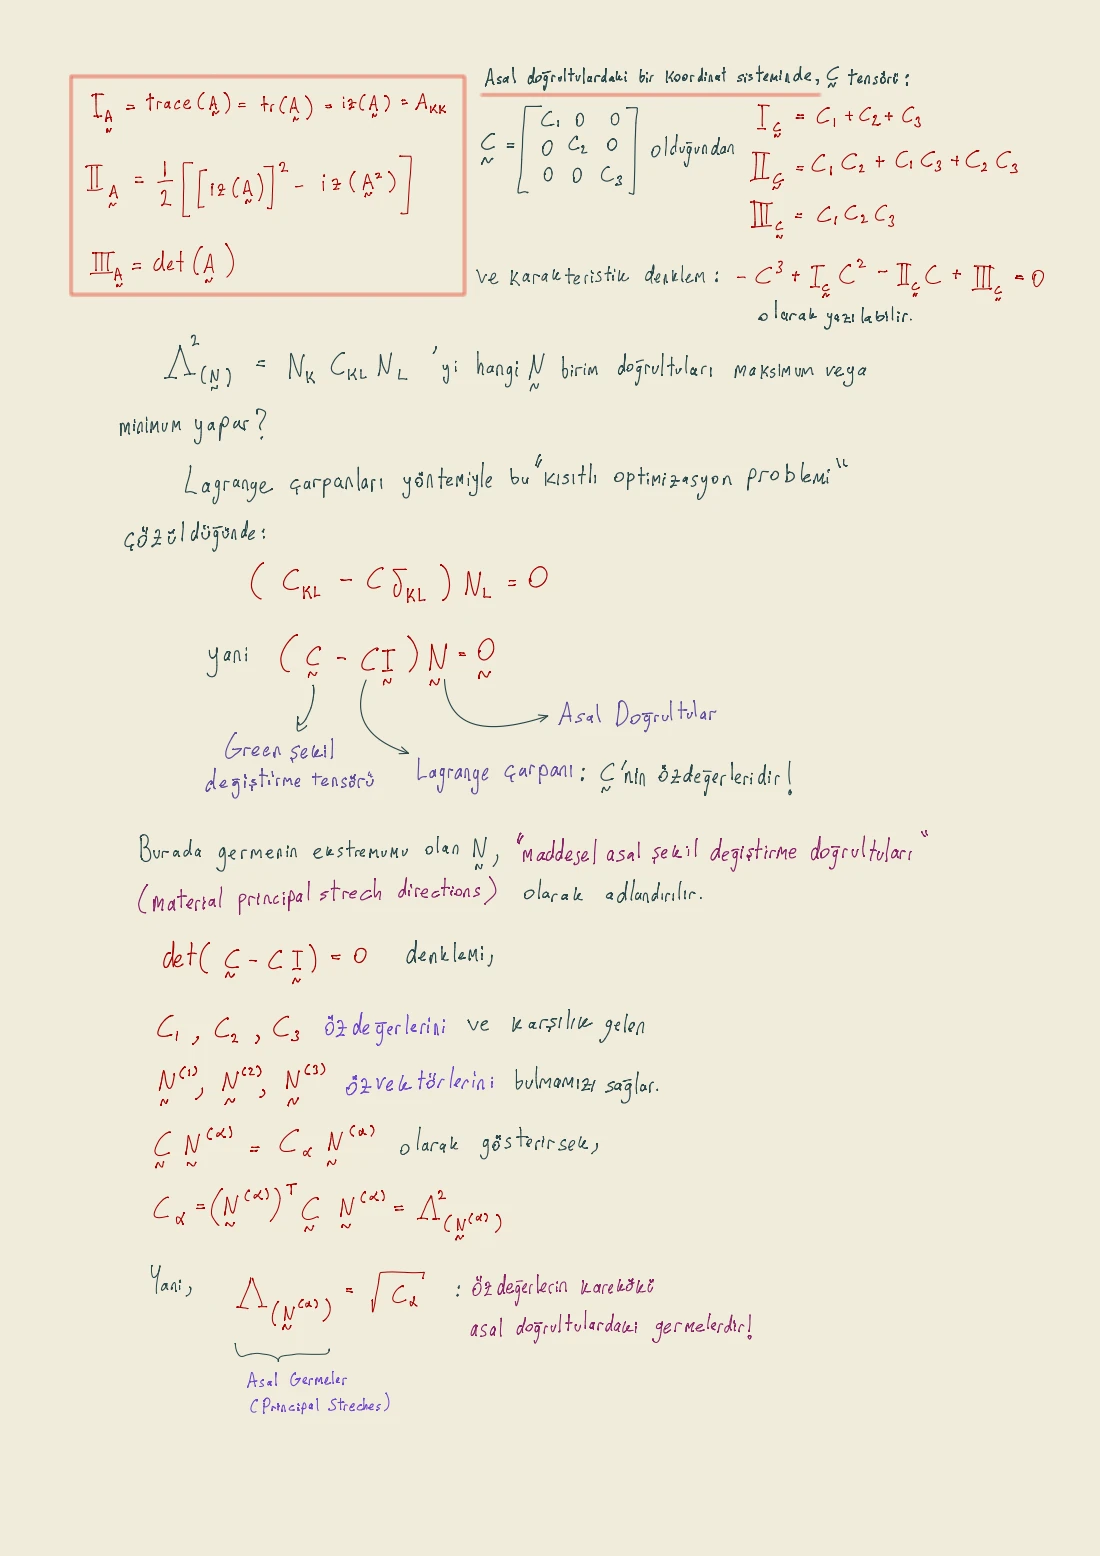 I_A = trace(A) = tr(A) = iz(A) = A_KK
II_A = 1/2 [[iz(A)]² - iz(A²)]
III_A = det(A)
Asal doğrultulardaki bir koordinat sisteminde, C tensörü:
C = [C₁ 0 0
0 C₂ 0
0 0 C₃] olduğundan
I_C = C₁ + C₂ + C₃
II_C = C₁C₂ + C₁C₃ + C₂C₃
III_C = C₁C₂C₃
ve karakteristik denklem: -C³ + I_C C² - II_C C + III_C = 0
olarak yazılabilir.
Λ²_(N) = N_K C_KL N_L 'yi hangi N birim doğrultuları maksimum veya
minimum yapar?
Lagrange çarpanları yöntemiyle bu "kısıtlı optimizasyon problemi"
çözüldüğünde:
(C_KL - Cδ_KL) N_L = 0
yani (C - CI) N = 0
Asal Doğrultular
Green şekil
değiştirme tensörü
Lagrange çarpanı: C'nin özdeğerleridir!
Burada germenin ekstremumu olan N, "maddesel asal şekil değiştirme doğrultuları"
(material principal strech directions) olarak adlandırılır.
det(C - CI) = 0 denklemi,
C₁, C₂, C₃ özdeğerlerini ve karşılık gelen
N⁽¹⁾, N⁽²⁾, N⁽³⁾ özvektörlerini bulmamızı sağlar.
C N^(α) = C_α N^(α) olarak gösterirsek,
C_α = (N^(α))^T C N^(α) = Λ²_(N^(α))
Yani, Λ_(N^(α)) = √C_α : özdeğerlerin karekökü
asal doğrultulardaki germelerdir!
Asal Germeler
(Principal Streches)